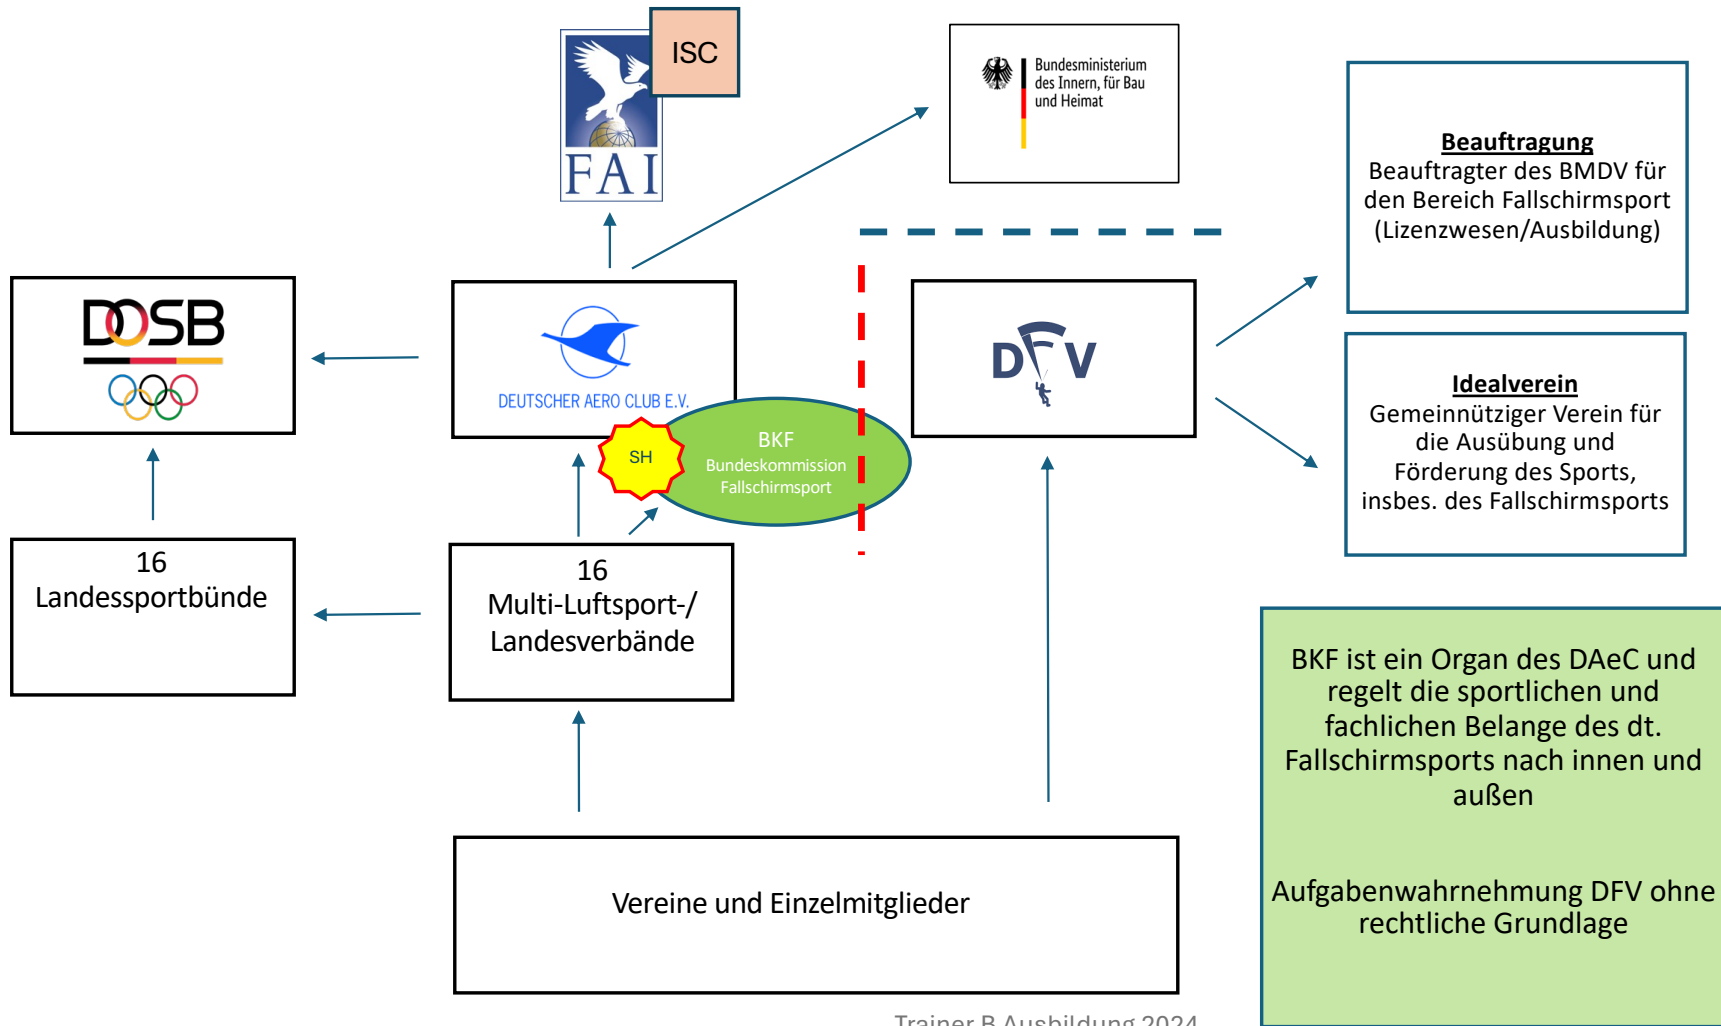 ISC
FAI
Bundesministerium
des Innern, für Bau
und Heimat
Beauftragung
Beauftragter des BMDV für
den Bereich Fallschirmsport
(Lizenzwesen/Ausbildung)
DOSB
DEUTSCHER AERO CLUB E.V.
DFV
Idealverein
Gemeinnütziger Verein für
die Ausübung und
Förderung des Sports,
insbes. des Fallschirmsports
SH
BKF
Bundeskommission
Fallschirmsport
16
Landessportbünde
16
Multi-Luftsport-/
Landesverbände
BKF ist ein Organ des DAeC und
regelt die sportlichen und
fachlichen Belange des dt.
Fallschirmsports nach innen und
außen
Aufgabenwahrnehmung DFV ohne
rechtliche Grundlage
Vereine und Einzelmitglieder
Trainer B Ausbildung 2024